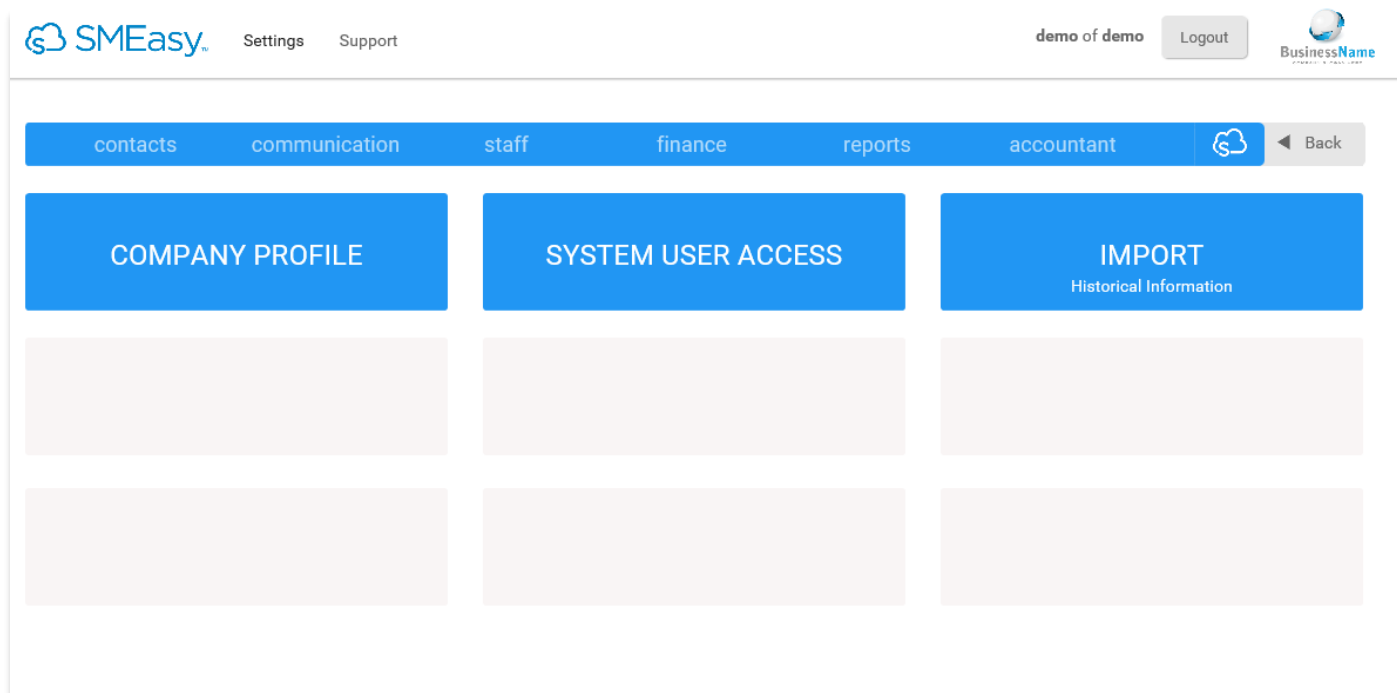 SMEasy
Settings
Support
demo of demo
Logout
BusinessName
contacts
communication
staff
finance
reports
accountant
Back
COMPANY PROFILE
SYSTEM USER ACCESS
IMPORT
Historical Information